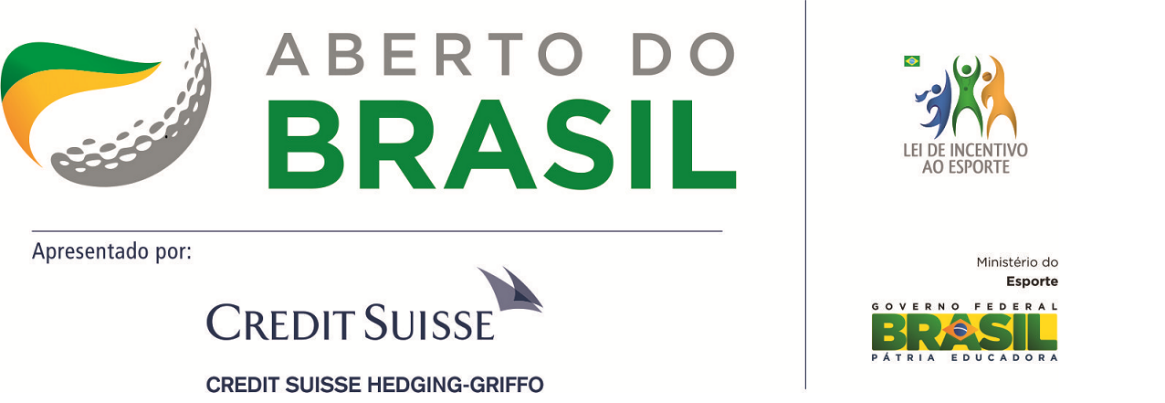 ABERTO DO
BRASIL
Apresentado por:
CREDIT SUISSE
CREDIT SUISSE HEDGING-GRIFFO
LEI DE INCENTIVO
AO ESPORTE
Ministério do
Esporte
GOVERNO FEDERAL
BRASIL
PÁTRIA EDUCADORA